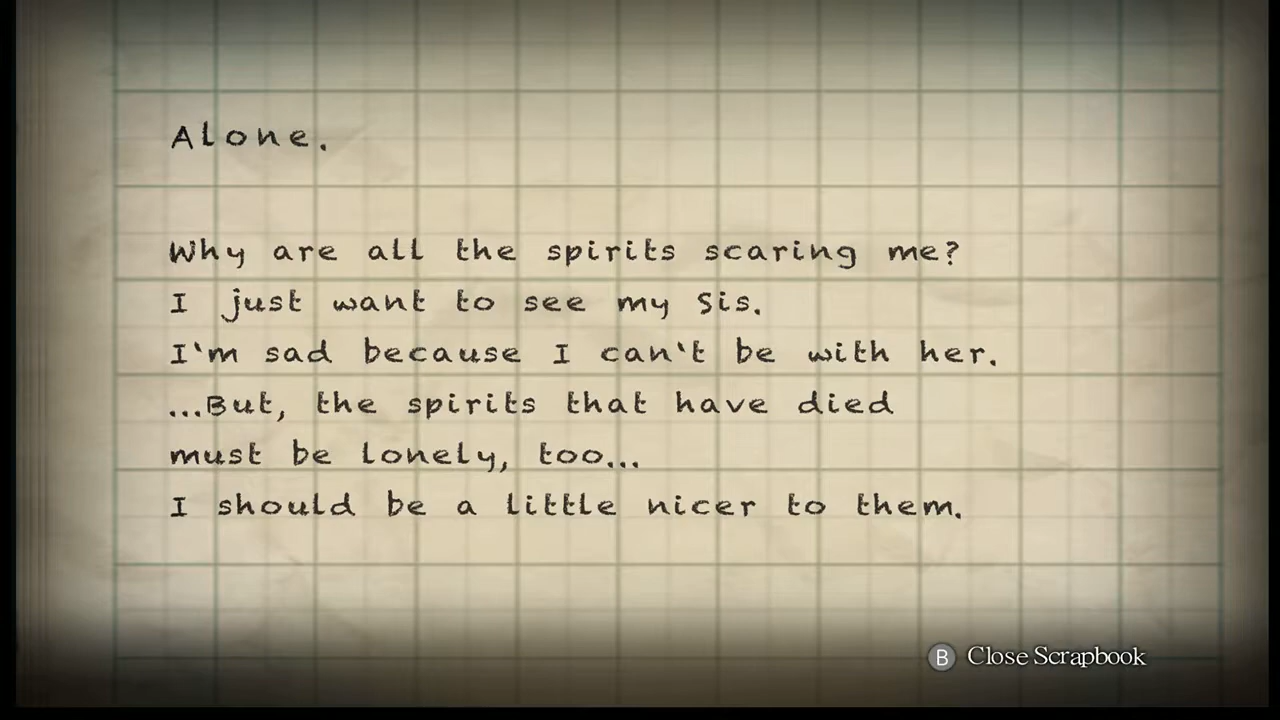 Alone.
Why are all the spirits scaring me?
I just want to see my Sis.
I'm sad because I can't be with her.
...But, the spirits that have died
must be lonely, too...
I should be a little nicer to them.
B Close Scrapbook